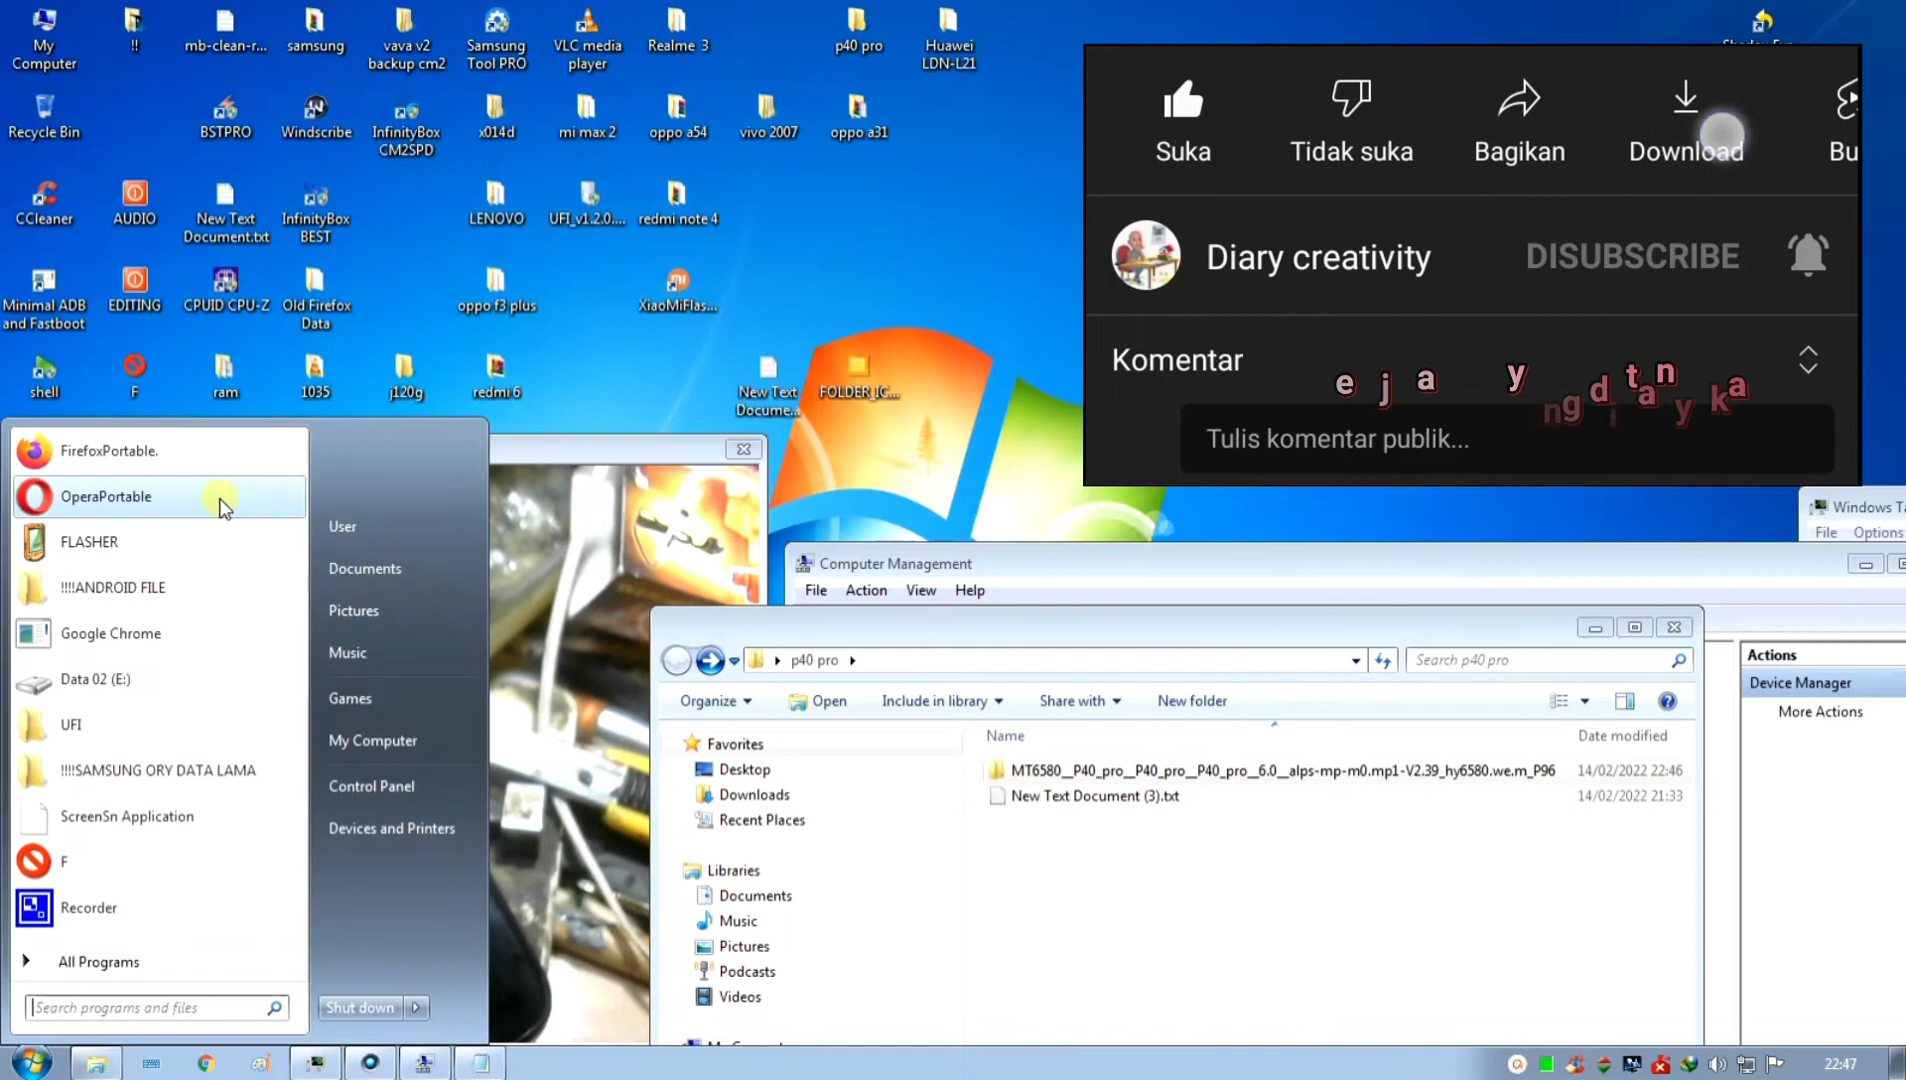 My Computer
!!
mb-clean-r...
samsung
vava v2 backup cm2
Samsung Tool PRO
VLC media player
Realme 3
p40 pro
Huawei LDN-L21
Recycle Bin
BSTPRO
Windscribe
InfinityBox CM2SPD
x014d
mi max 2
oppo a54
vivo 2007
oppo a31
CCleaner
AUDIO
New Text Document.txt
InfinityBox BEST
LENOVO
UFI_v1.2.0....
redmi note 4
Minimal ADB and Fastboot
EDITING
CPUID CPU-Z
Old Firefox Data
oppo f3 plus
XiaoMiFlas...
shell
F
ram
1035
j120g
redmi 6
New Text Docume...
FOLDER_IC...
Suka
Tidak suka
Bagikan
Download
Bu
Diary creativity
DISUBSCRIBE
Komentar
e j a y ng d i t a n y ka
Tulis komentar publik...
FirefoxPortable.
OperaPortable
FLASHER
!!!!ANDROID FILE
Google Chrome
Data 02 (E:)
UFI
!!!!SAMSUNG ORY DATA LAMA
ScreenSn Application
F
Recorder
All Programs
Search programs and files
User
Documents
Pictures
Music
Games
My Computer
Control Panel
Devices and Printers
Shut down
Windows Ta
File Options
Computer Management
File Action View Help
p40 pro
Search p40 pro
Organize Open Include in library Share with New folder
Name Date modified
MT6580__P40_pro__P40_pro__P40_pro__6.0__alps-mp-m0.mp1-V2.39_hy6580.we.m_P96 14/02/2022 22:46
New Text Document (3).txt 14/02/2022 21:33
Favorites
Desktop
Downloads
Recent Places
Libraries
Documents
Music
Pictures
Podcasts
Videos
Actions
Device Manager
More Actions
22:47